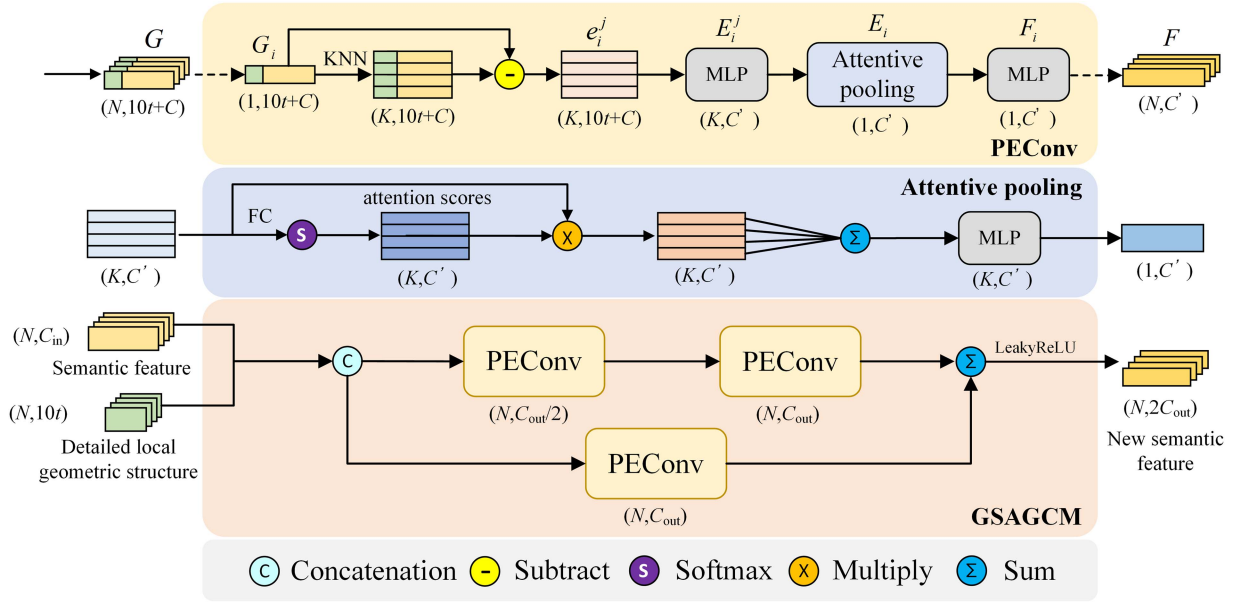 G
(N,10t+C)
G_i
(1,10t+C)
KNN
(K,10t+C)
-
e_i^j
(K,10t+C)
E_i^j
MLP
(K,C')
E_i
Attentive
pooling
(1,C')
F_i
MLP
(1,C')
F
(N,C')
PEConv
Attentive pooling
(K,C')
FC
S
attention scores
(K,C')
X
(K,C')
Σ
MLP
(K,C')
(1,C')
(N,C_in)
Semantic feature
(N,10t)
Detailed local
geometric structure
C
PEConv
(N,C_out/2)
PEConv
(N,C_out)
PEConv
(N,C_out)
Σ
LeakyReLU
(N,2C_out)
New semantic
feature
GSAGCM
C Concatenation - Subtract S Softmax X Multiply Σ Sum